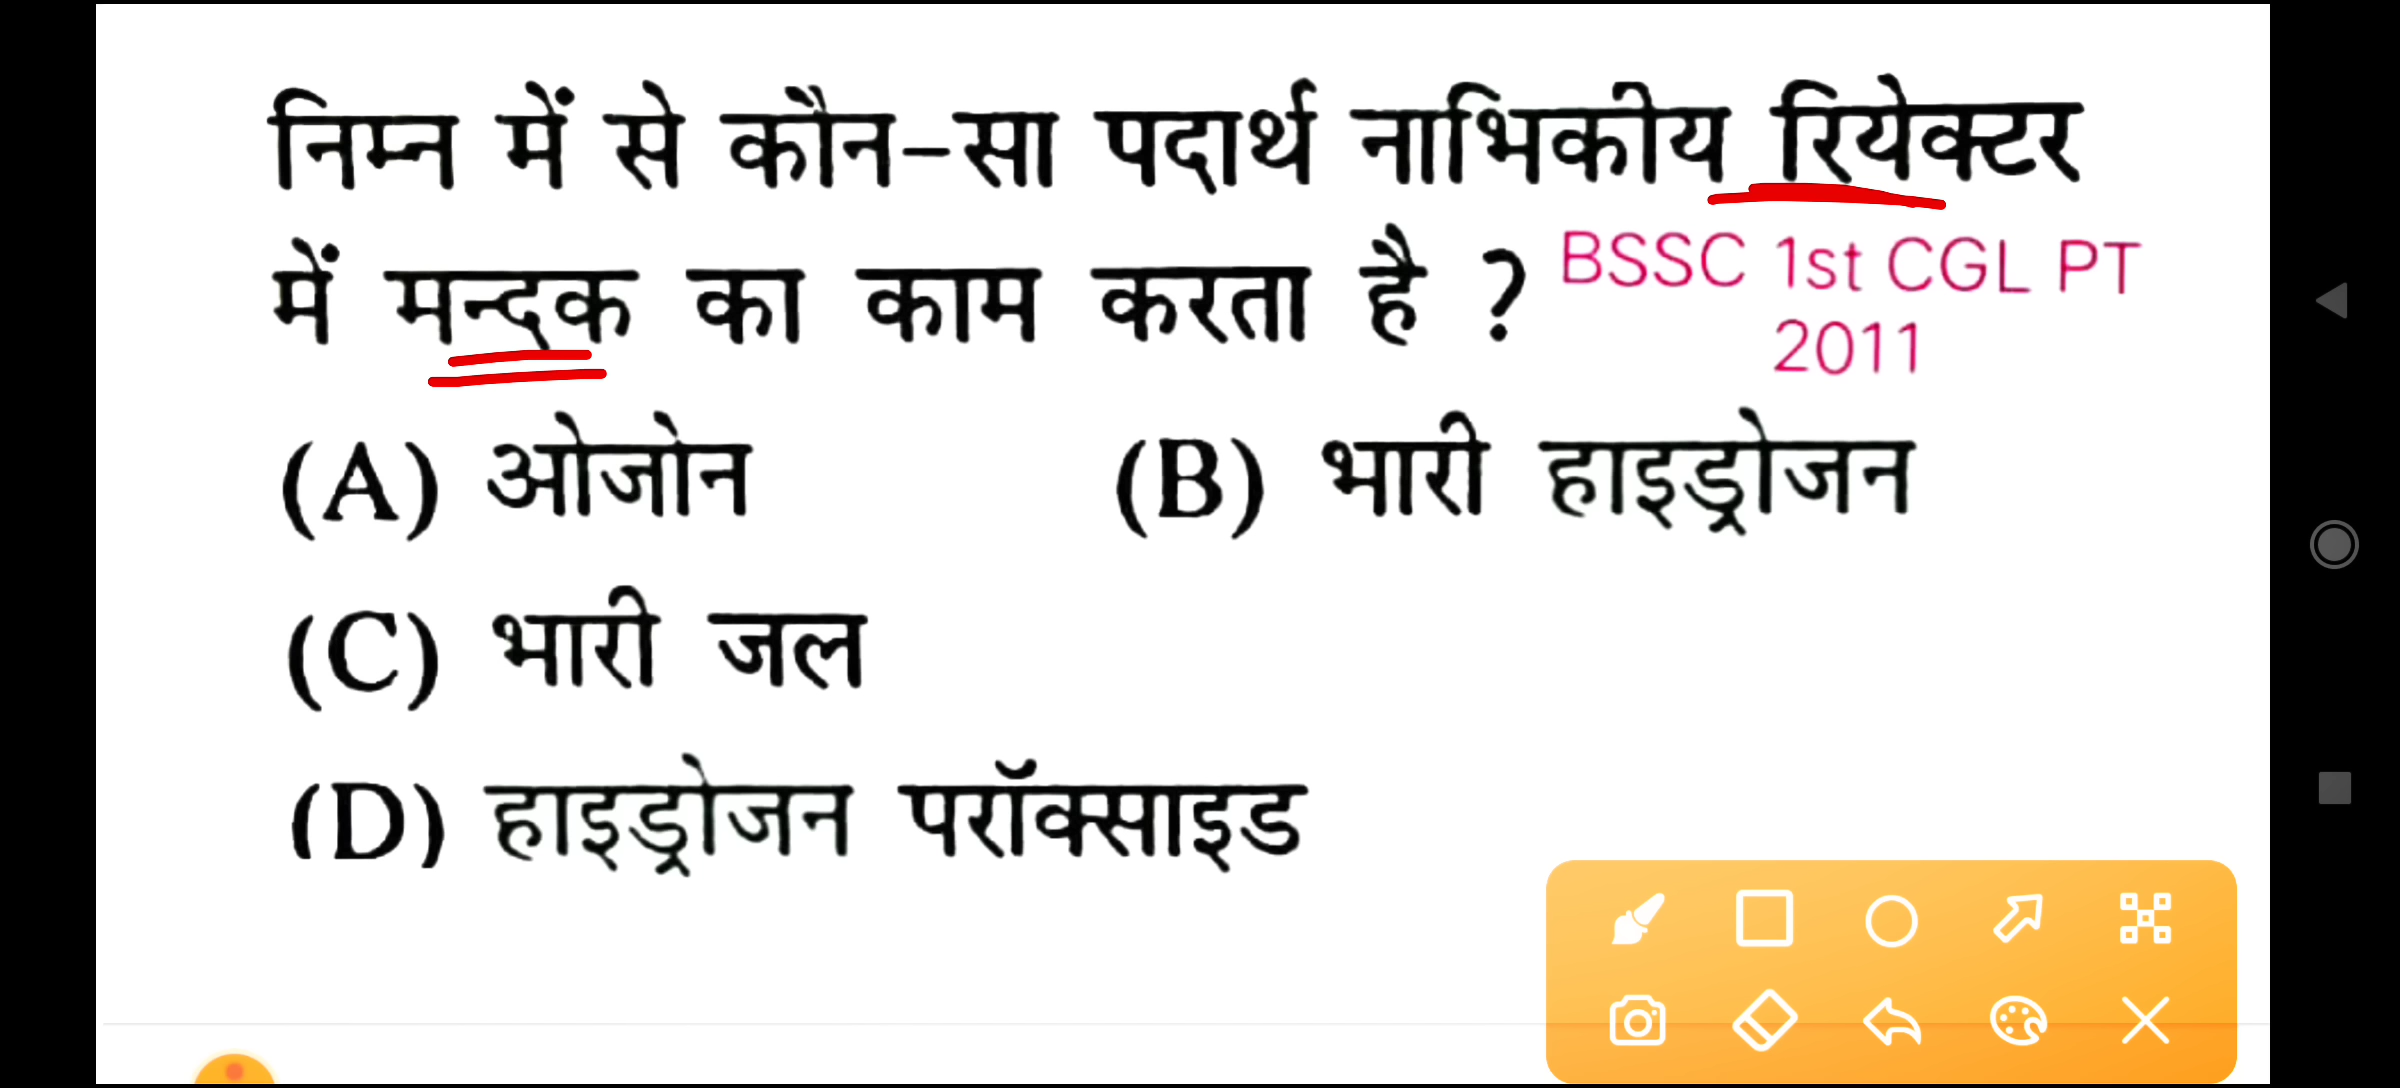 निम्न में से कौन-सा पदार्थ नाभिकीय रियेक्टर
में मन्दक का काम करता है ? BSSC 1st CGL PT
2011
(A) ओजोन (B) भारी हाइड्रोजन
(C) भारी जल
(D) हाइड्रोजन परॉक्साइड